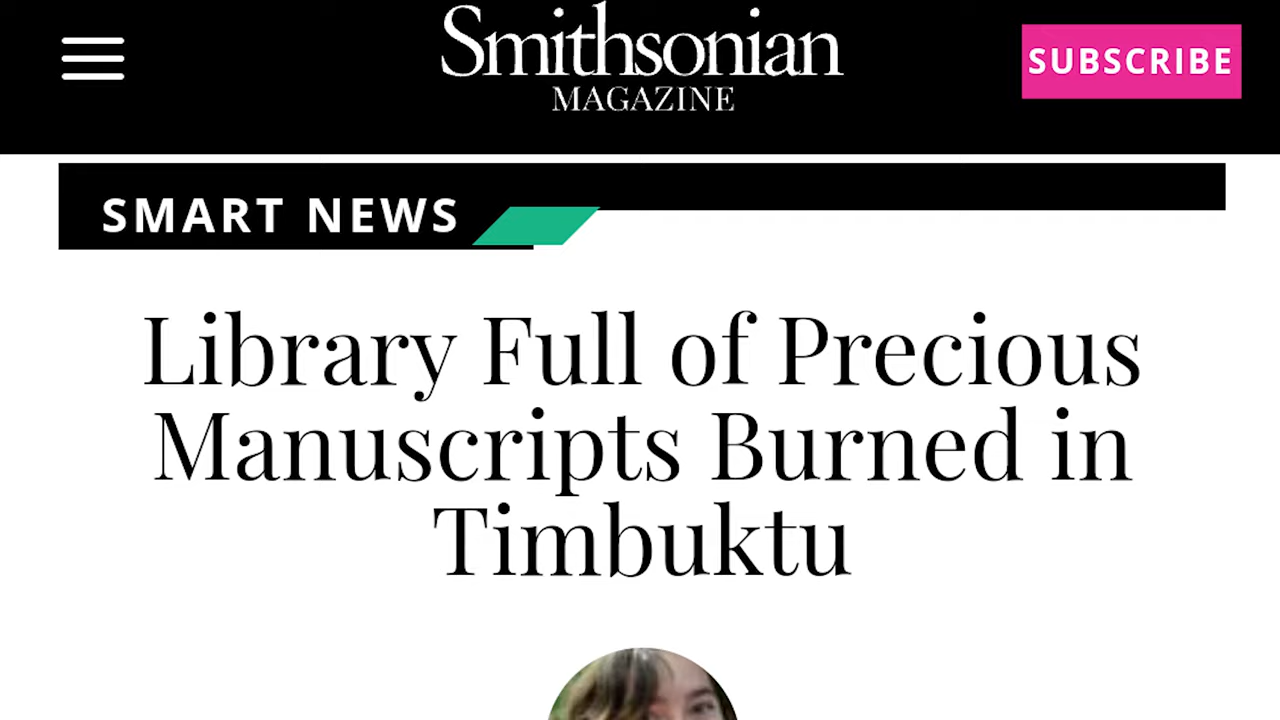 Smithsonian
MAGAZINE
SUBSCRIBE
SMART NEWS
Library Full of Precious
Manuscripts Burned in
Timbuktu